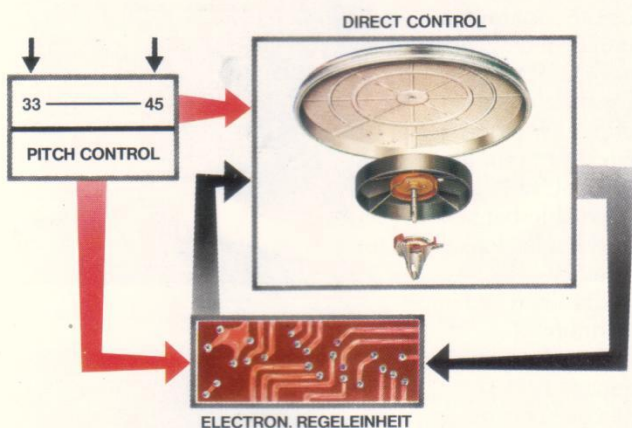 DIRECT CONTROL
33 45
PITCH CONTROL
ELECTRON. REGELEINHEIT